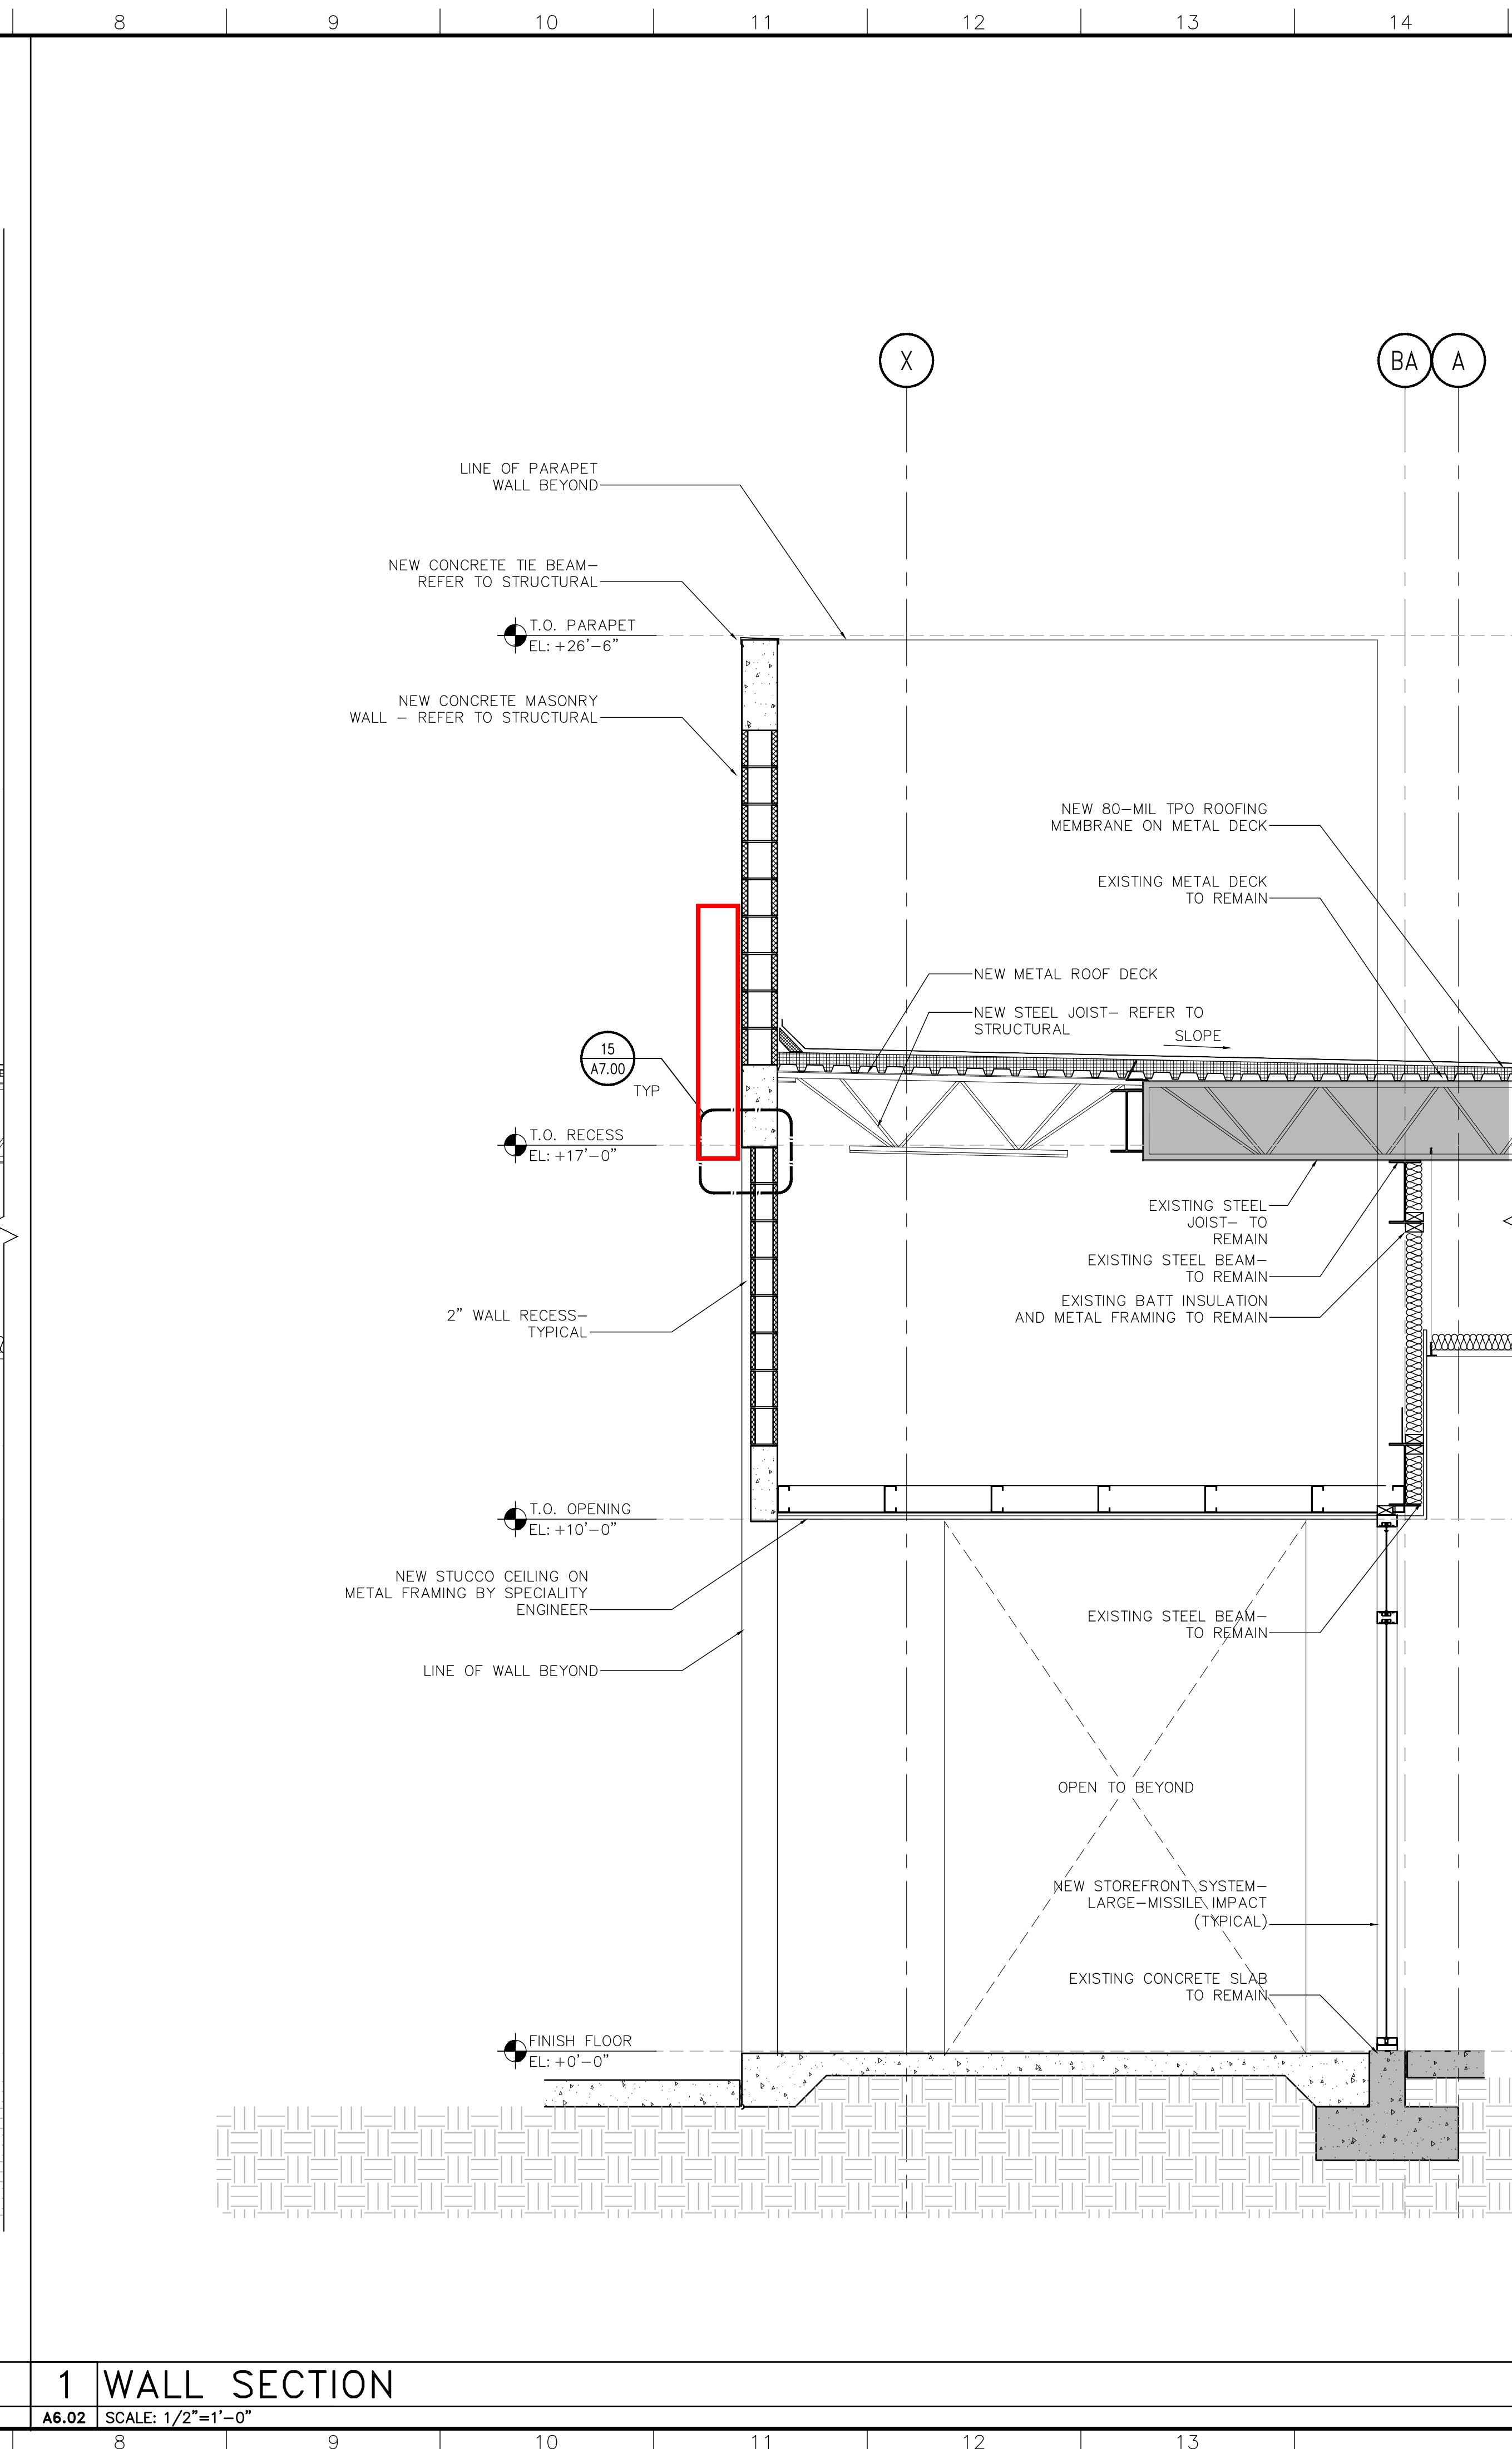 8 9 10 11 12 13 14
X BA A
LINE OF PARAPET
WALL BEYOND
NEW CONCRETE TIE BEAM–
REFER TO STRUCTURAL
T.O. PARAPET
EL: +26'–6"
NEW CONCRETE MASONRY
WALL – REFER TO STRUCTURAL
NEW 80–MIL TPO ROOFING
MEMBRANE ON METAL DECK
EXISTING METAL DECK
TO REMAIN
NEW METAL ROOF DECK
NEW STEEL JOIST– REFER TO
STRUCTURAL
SLOPE
15
A7.00
TYP
T.O. RECESS
EL: +17'–0"
EXISTING STEEL
JOIST– TO
REMAIN
EXISTING STEEL BEAM–
TO REMAIN
EXISTING BATT INSULATION
AND METAL FRAMING TO REMAIN
2" WALL RECESS–
TYPICAL
T.O. OPENING
EL: +10'–0"
NEW STUCCO CEILING ON
METAL FRAMING BY SPECIALITY
ENGINEER
EXISTING STEEL BEAM–
TO REMAIN
LINE OF WALL BEYOND
OPEN TO BEYOND
NEW STOREFRONT SYSTEM–
LARGE–MISSILE IMPACT
(TYPICAL)
EXISTING CONCRETE SLAB
TO REMAIN
FINISH FLOOR
EL: +0'–0"
1 WALL SECTION
A6.02 SCALE: 1/2"=1'–0"
8 9 10 11 12 13